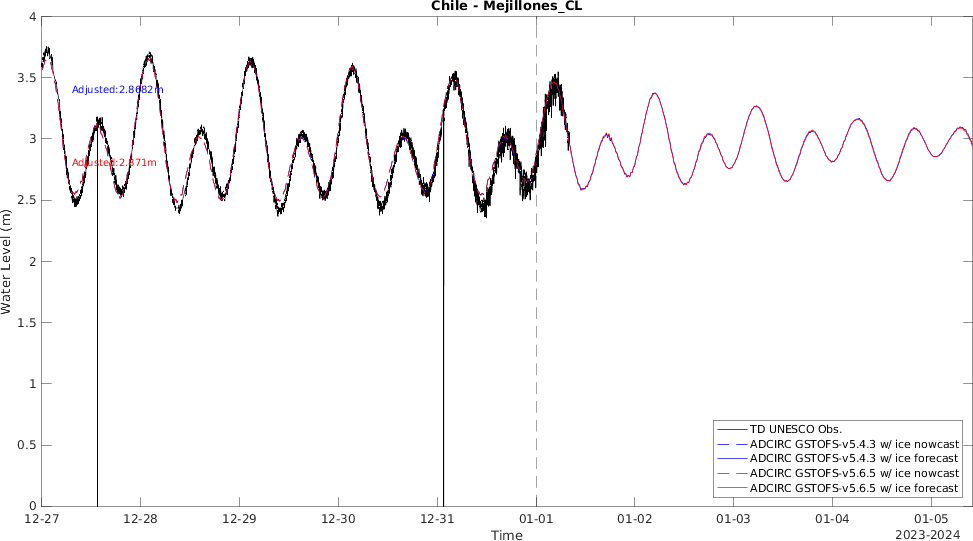 Chile - Mejillones_CL
Water Level (m)
4
3.5
3
2.5
2
1.5
1
0.5
0
Adjusted:2.8682m
Adjusted:2.871m
TD UNESCO Obs.
ADCIRC GSTOFS-v5.4.3 w/ ice nowcast
ADCIRC GSTOFS-v5.4.3 w/ ice forecast
ADCIRC GSTOFS-v5.6.5 w/ ice nowcast
ADCIRC GSTOFS-v5.6.5 w/ ice forecast
12-27 12-28 12-29 12-30 12-31 01-01 01-02 01-03 01-04 01-05
Time
2023-2024